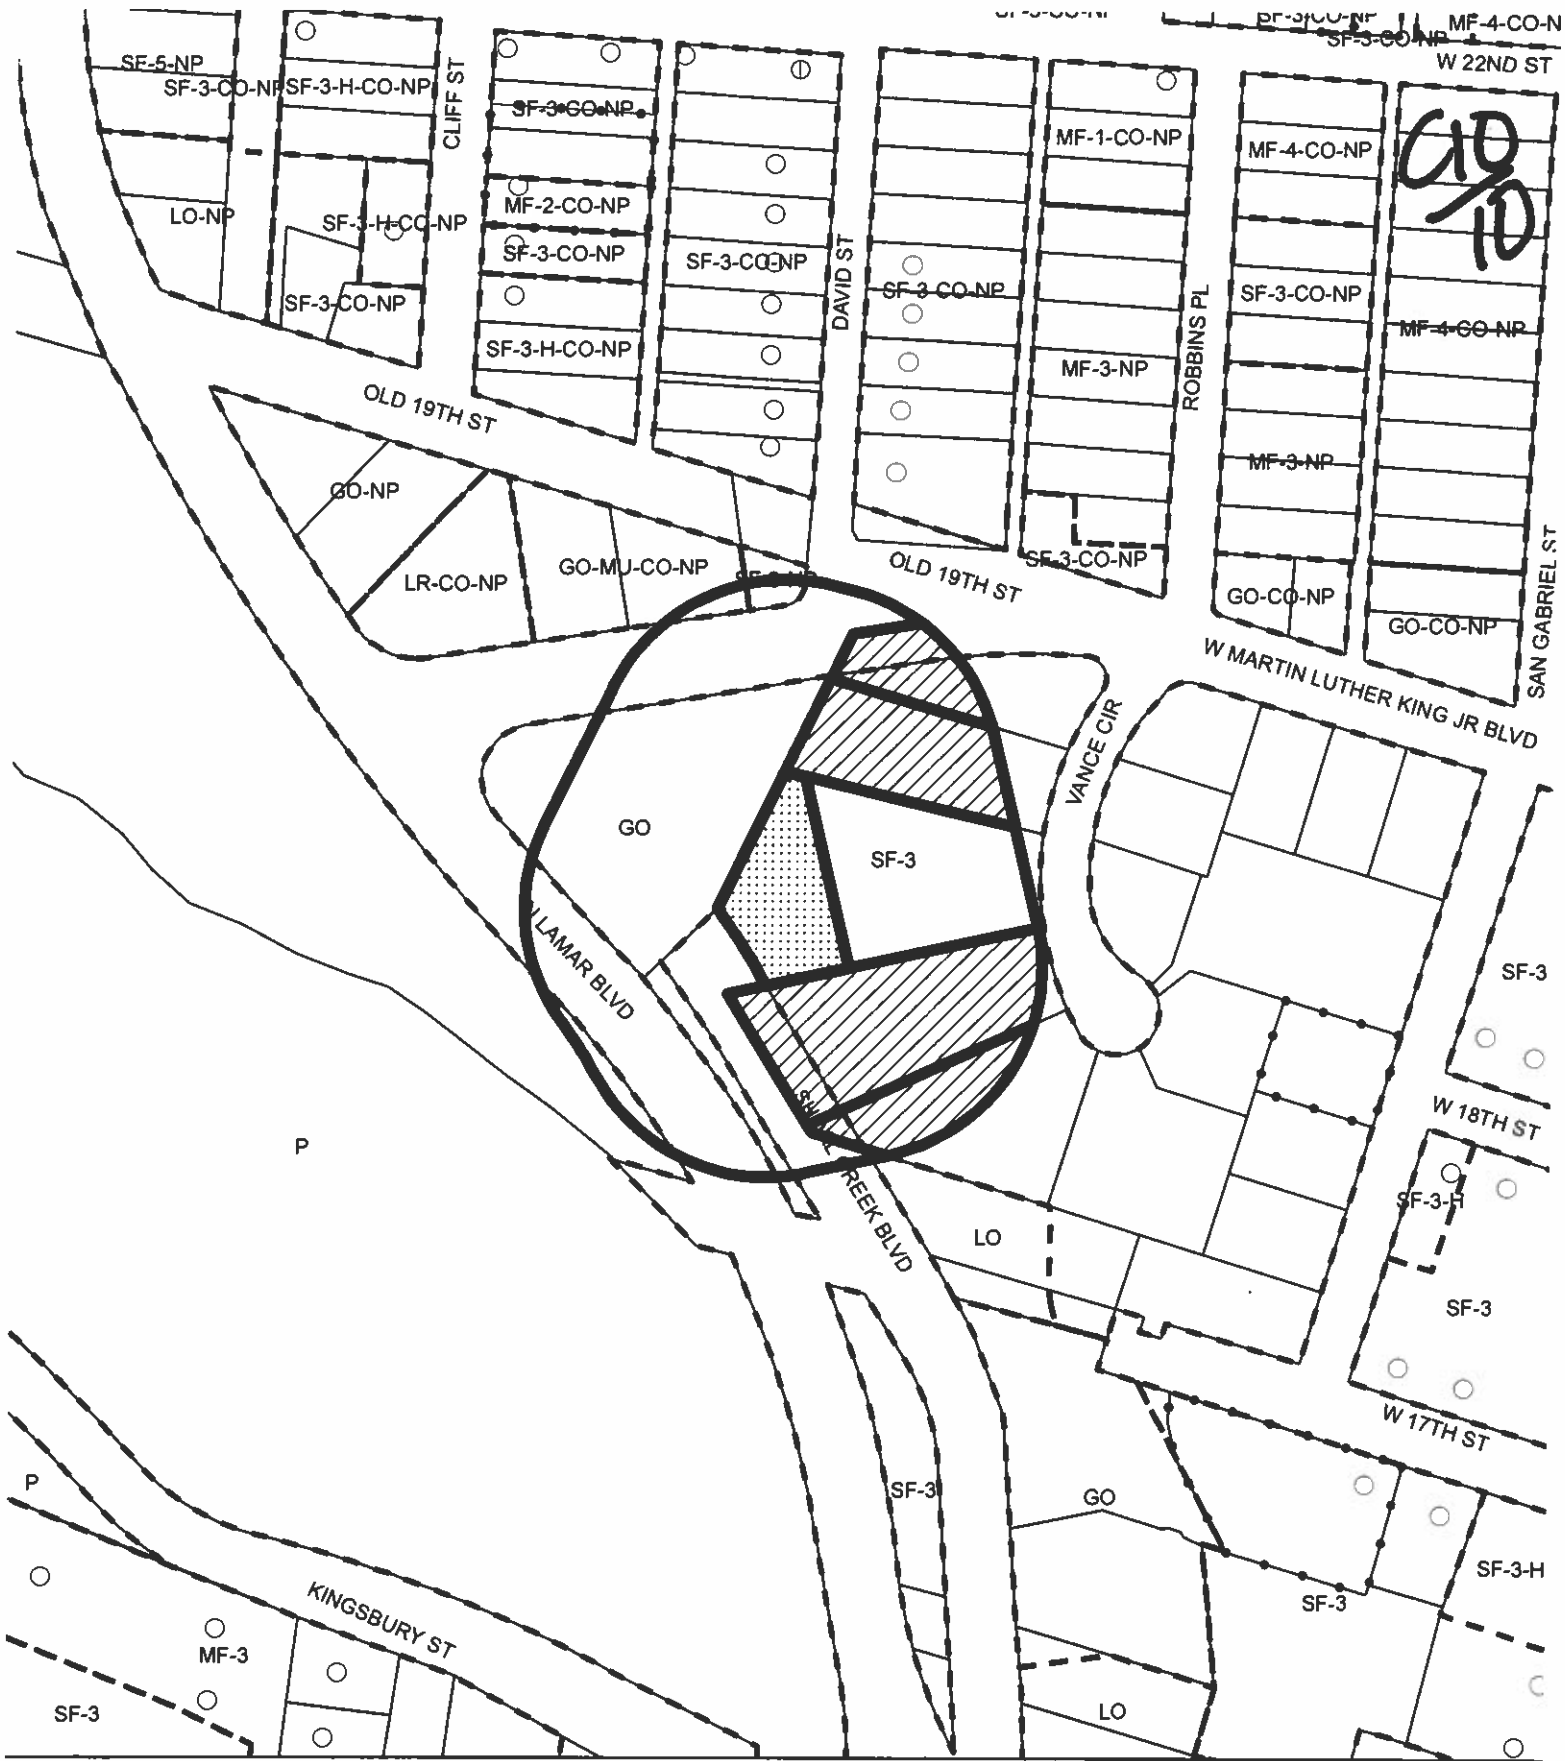 MF-4-CO-N
SF-3-CO-NP
SF-3-CO-NP
W 22ND ST
SF-5-NP
SF-3-CO-NP
SF-3-H-CO-NP
CLIFF ST
SF-3-CO-NP
MF-1-CO-NP
MF-4-CO-NP
C10
10
LO-NP
SF-3-H-CO-NP
MF-2-CO-NP
SF-3-CO-NP
SF-3-CO-NP
DAVID ST
SF-3-CO-NP
SF-3-CO-NP
SF-3-CO-NP
MF-4-CO-NP
SF-3-H-CO-NP
MF-3-NP
ROBBINS PL
OLD 19TH ST
GO-NP
MF-3-NP
LR-CO-NP
GO-MU-CO-NP
OLD 19TH ST
SF-3-CO-NP
GO-CO-NP
GO-CO-NP
SAN GABRIEL ST
W MARTIN LUTHER KING JR BLVD
VANCE CIR
GO
SF-3
N LAMAR BLVD
SF-3
W 18TH ST
P
SF-3-H
REEK BLVD
LO
SF-3
W 17TH ST
P
SF-3
GO
SF-3-H
SF-3
KINGSBURY ST
MF-3
SF-3
LO